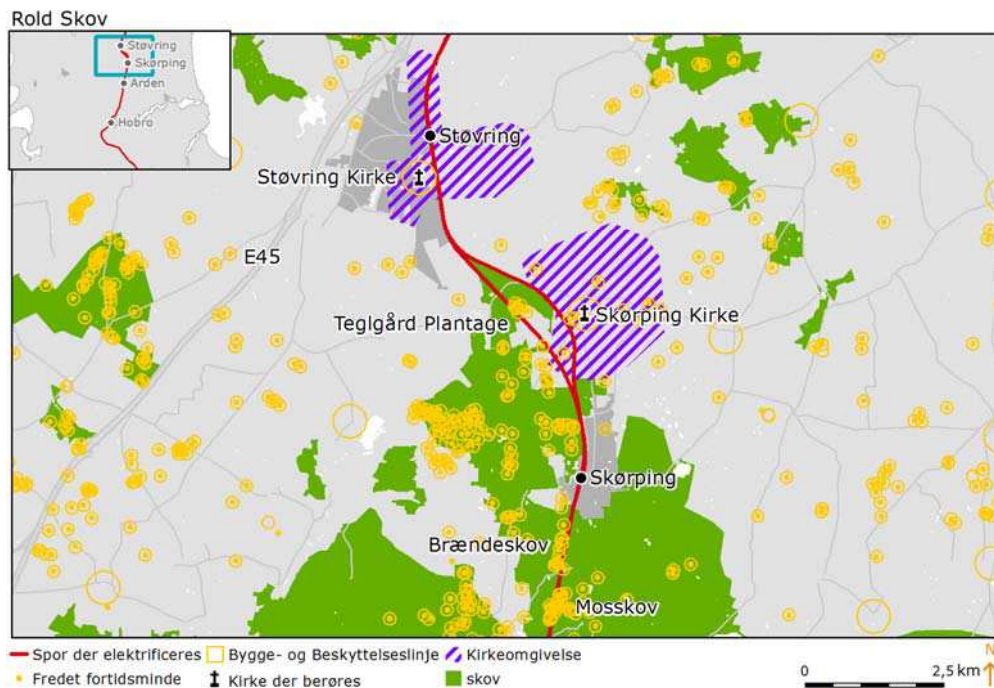 Rold Skov
Støvring
Skørping
Arden
Hobro
Støvring
Støvring Kirke
E45
Skørping Kirke
Teglgård Plantage
Skørping
Brændeskov
Mosskov
Spor der elektrificeres
Bygge- og Beskyttelseslinje
Kirkeomgivelse
N
Fredet fortidsminde
Kirke der berøres
skov
0 2,5 km